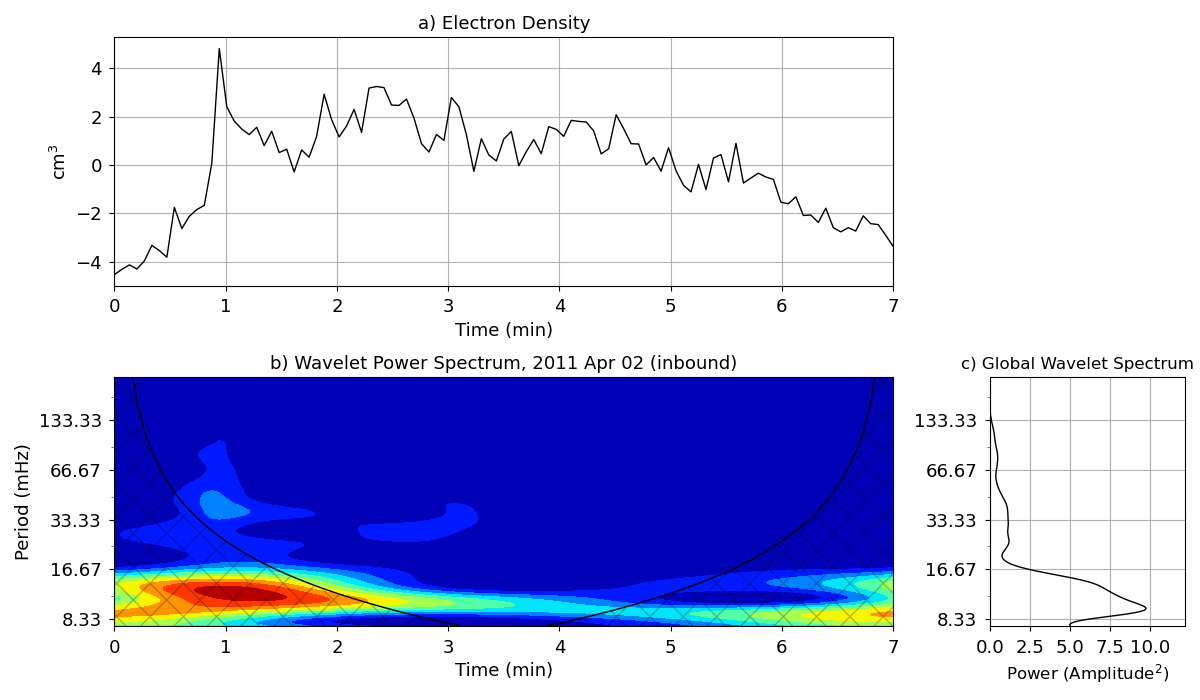 a) Electron Density
4
2
0
−2
−4
cm³
0 1 2 3 4 5 6 7
Time (min)
b) Wavelet Power Spectrum, 2011 Apr 02 (inbound)
133.33
66.67
33.33
16.67
8.33
Period (mHz)
0 1 2 3 4 5 6 7
Time (min)
c) Global Wavelet Spectrum
133.33
66.67
33.33
16.67
8.33
0.0 2.5 5.0 7.5 10.0
Power (Amplitude²)